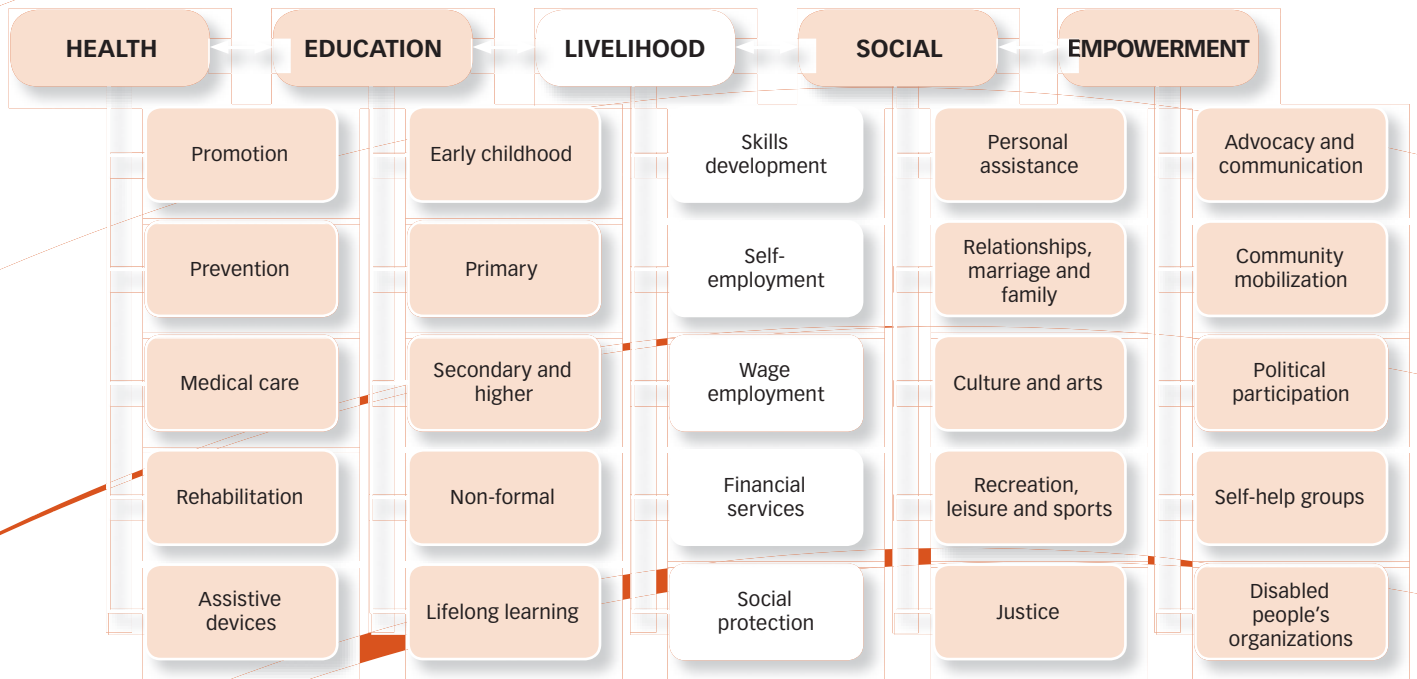 HEALTH
EDUCATION
LIVELIHOOD
SOCIAL
EMPOWERMENT
Promotion
Prevention
Medical care
Rehabilitation
Assistive
devices
Early childhood
Primary
Secondary and
higher
Non-formal
Lifelong learning
Skills
development
Self-
employment
Wage
employment
Financial
services
Social
protection
Personal
assistance
Relationships,
marriage and
family
Culture and arts
Recreation,
leisure and sports
Justice
Advocacy and
communication
Community
mobilization
Political
participation
Self-help groups
Disabled
people’s
organizations